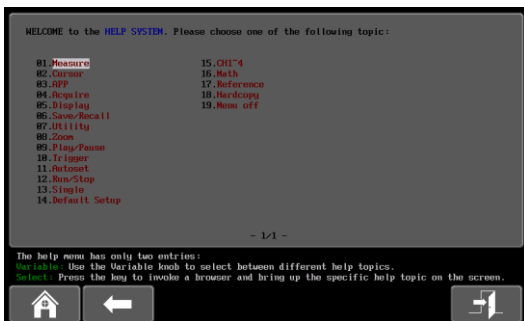 WELCOME to the HELP SYSTEM. Please choose one of the following topic:
01.Measure
02.Cursor
03.APP
04.Acquire
05.Display
06.Save/Recall
07.Utility
08.Zoom
09.Play/Pause
10.Trigger
11.Autoset
12.Run/Stop
13.Single
14.Default Setup
15.CH1~4
16.Math
17.Reference
18.Hardcopy
19.Menu off
- 1/1 -
The help menu has only two entries:
Variable: Use the Variable knob to select between different help topics.
Select: Press the key to invoke a browser and bring up the specific help topic on the screen.